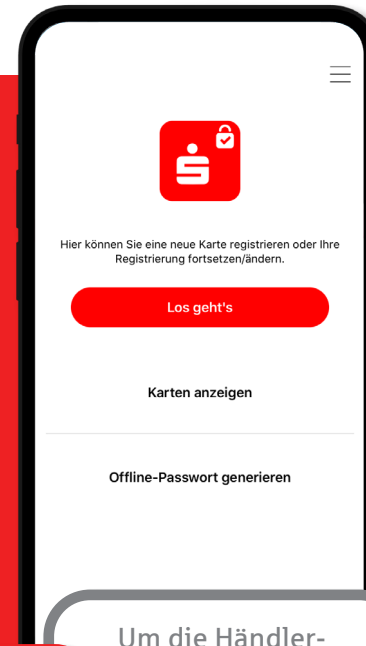 Hier können Sie eine neue Karte registrieren oder Ihre
Registrierung fortsetzen/ändern.
Los geht's
Karten anzeigen
Offline-Passwort generieren
Um die Händler-